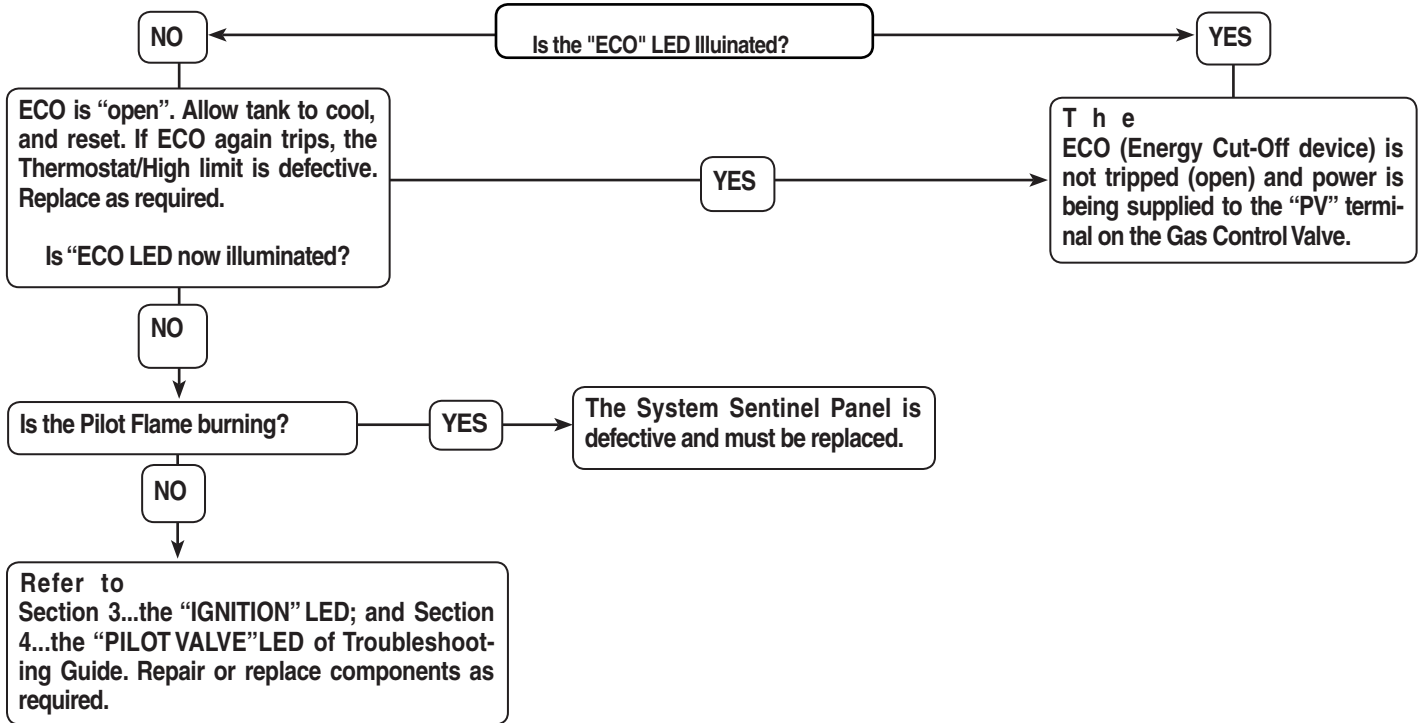 Is the "ECO" LED Illuinated?
NO
YES
ECO is “open”. Allow tank to cool,
and reset. If ECO again trips, the
Thermostat/High limit is defective.
Replace as required.
Is “ECO LED now illuminated?
YES
T h e
ECO (Energy Cut-Off device) is
not tripped (open) and power is
being supplied to the “PV” termi-
nal on the Gas Control Valve.
NO
Is the Pilot Flame burning?
YES
The System Sentinel Panel is
defective and must be replaced.
NO
Refer to
Section 3...the “IGNITION” LED; and Section
4...the “PILOT VALVE”LED of Troubleshoot-
ing Guide. Repair or replace components as
required.